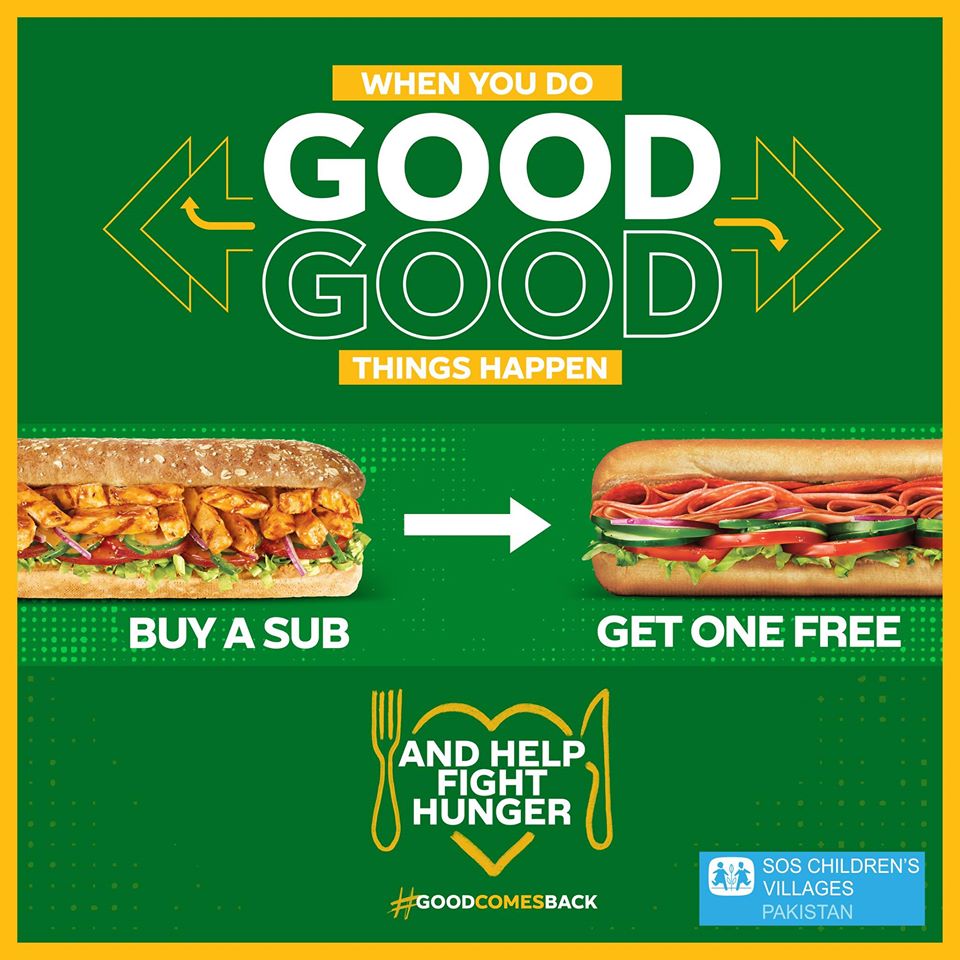 WHEN YOU DO
GOOD
GOOD
THINGS HAPPEN
BUY A SUB
GET ONE FREE
AND HELP
FIGHT
HUNGER
#GOODCOMESBACK
SOS CHILDREN'S
VILLAGES
PAKISTAN